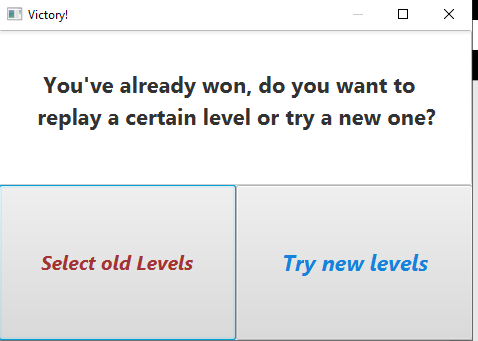 Victory!
You've already won, do you want to
replay a certain level or try a new one?
Select old Levels
Try new levels